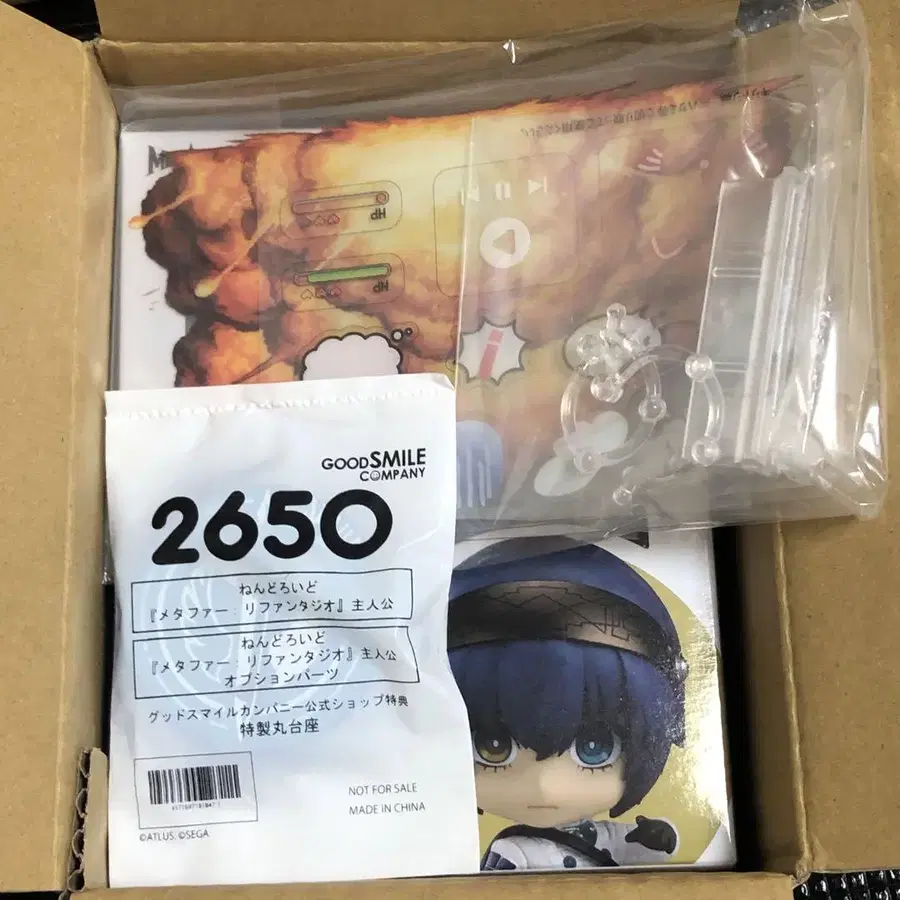 HP
HP
GOODSMILE
COMPANY
2650
ねんどろいど
『メタファー:リファンタジオ』主人公
ねんどろいど
『メタファー:リファンタジオ』主人公
オプションパーツ
グッドスマイルカンパニー公式ショップ特典
特製丸台座
NOT FOR SALE
MADE IN CHINA
©ATLUS. ©SEGA.